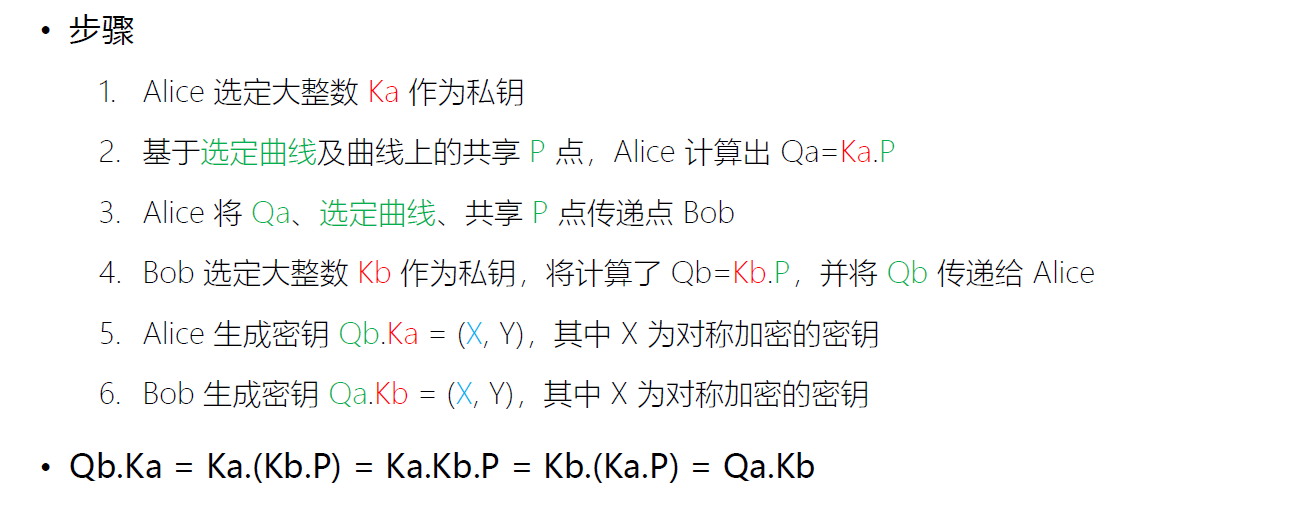 • 步骤
1. Alice 选定大整数 Ka 作为私钥
2. 基于选定曲线及曲线上的共享 P 点，Alice 计算出 Qa=Ka.P
3. Alice 将 Qa、选定曲线、共享 P 点传递点 Bob
4. Bob 选定大整数 Kb 作为私钥，将计算了 Qb=Kb.P，并将 Qb 传递给 Alice
5. Alice 生成密钥 Qb.Ka = (X, Y)，其中 X 为对称加密的密钥
6. Bob 生成密钥 Qa.Kb = (X, Y)，其中 X 为对称加密的密钥
• Qb.Ka = Ka.(Kb.P) = Ka.Kb.P = Kb.(Ka.P) = Qa.Kb